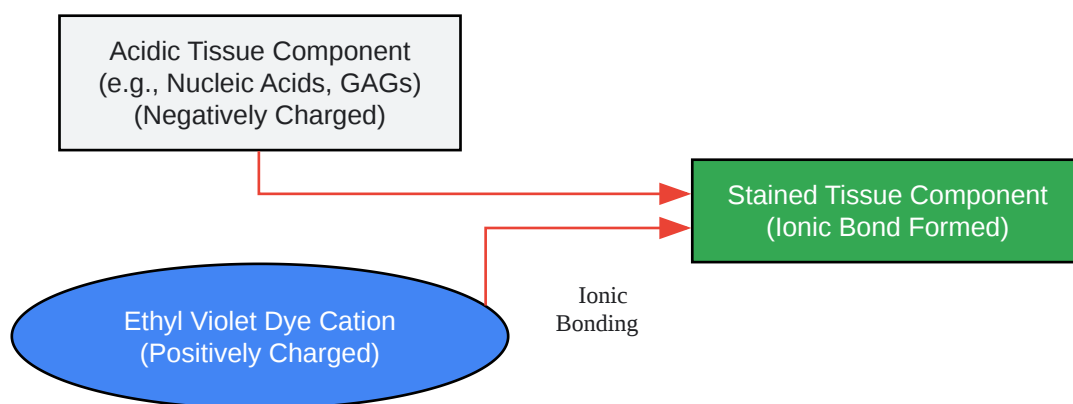 Acidic Tissue Component
(e.g., Nucleic Acids, GAGs)
(Negatively Charged)
Stained Tissue Component
(Ionic Bond Formed)
Ethyl Violet Dye Cation
(Positively Charged)
Ionic
Bonding